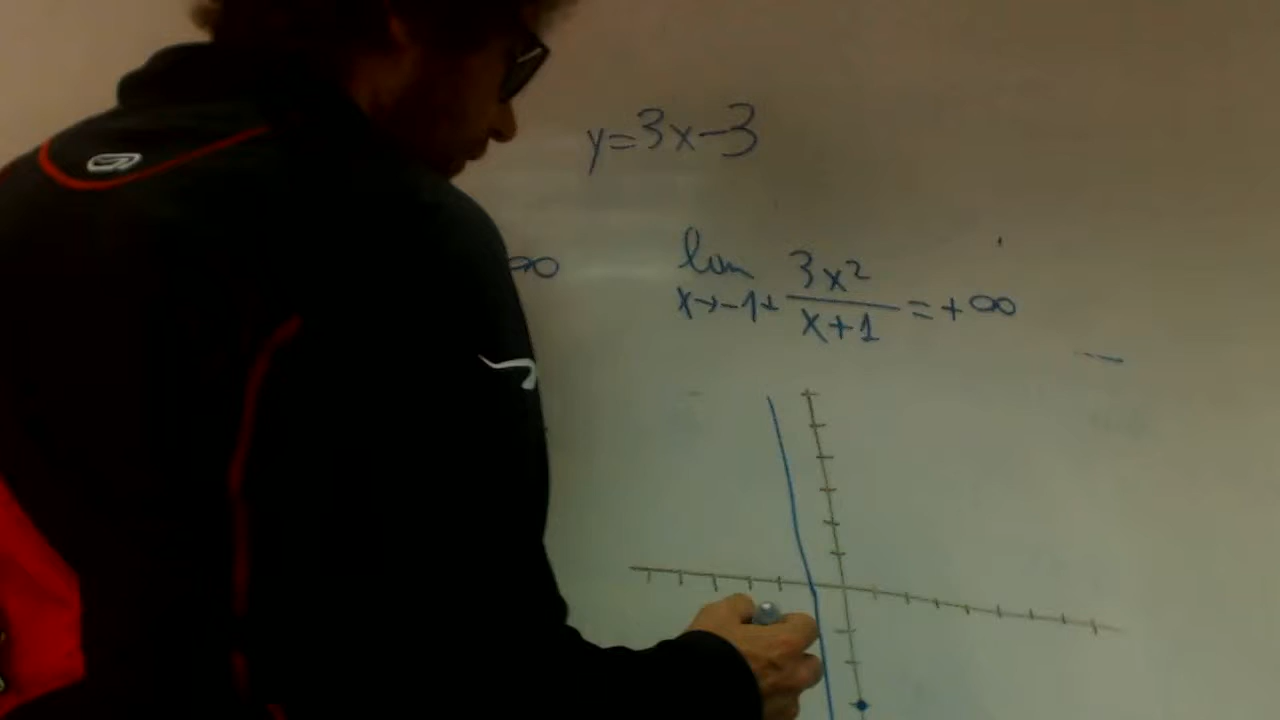 y=3x-3
∞
lim 3x²
x→-1+ x+1 =+∞